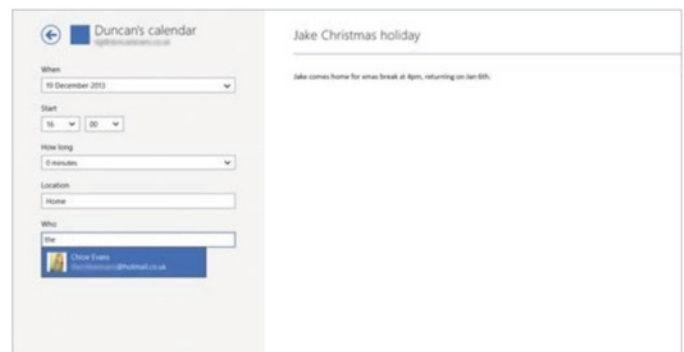 Duncan's calendar
Jake Christmas holiday
When
19 December 2013
Jake comes home for xmas break at 4pm, returning on Jan 6th.
Start
16
00
How long
0 minutes
Location
Home
Who
the
Chloe Evans
@hotmail.co.uk